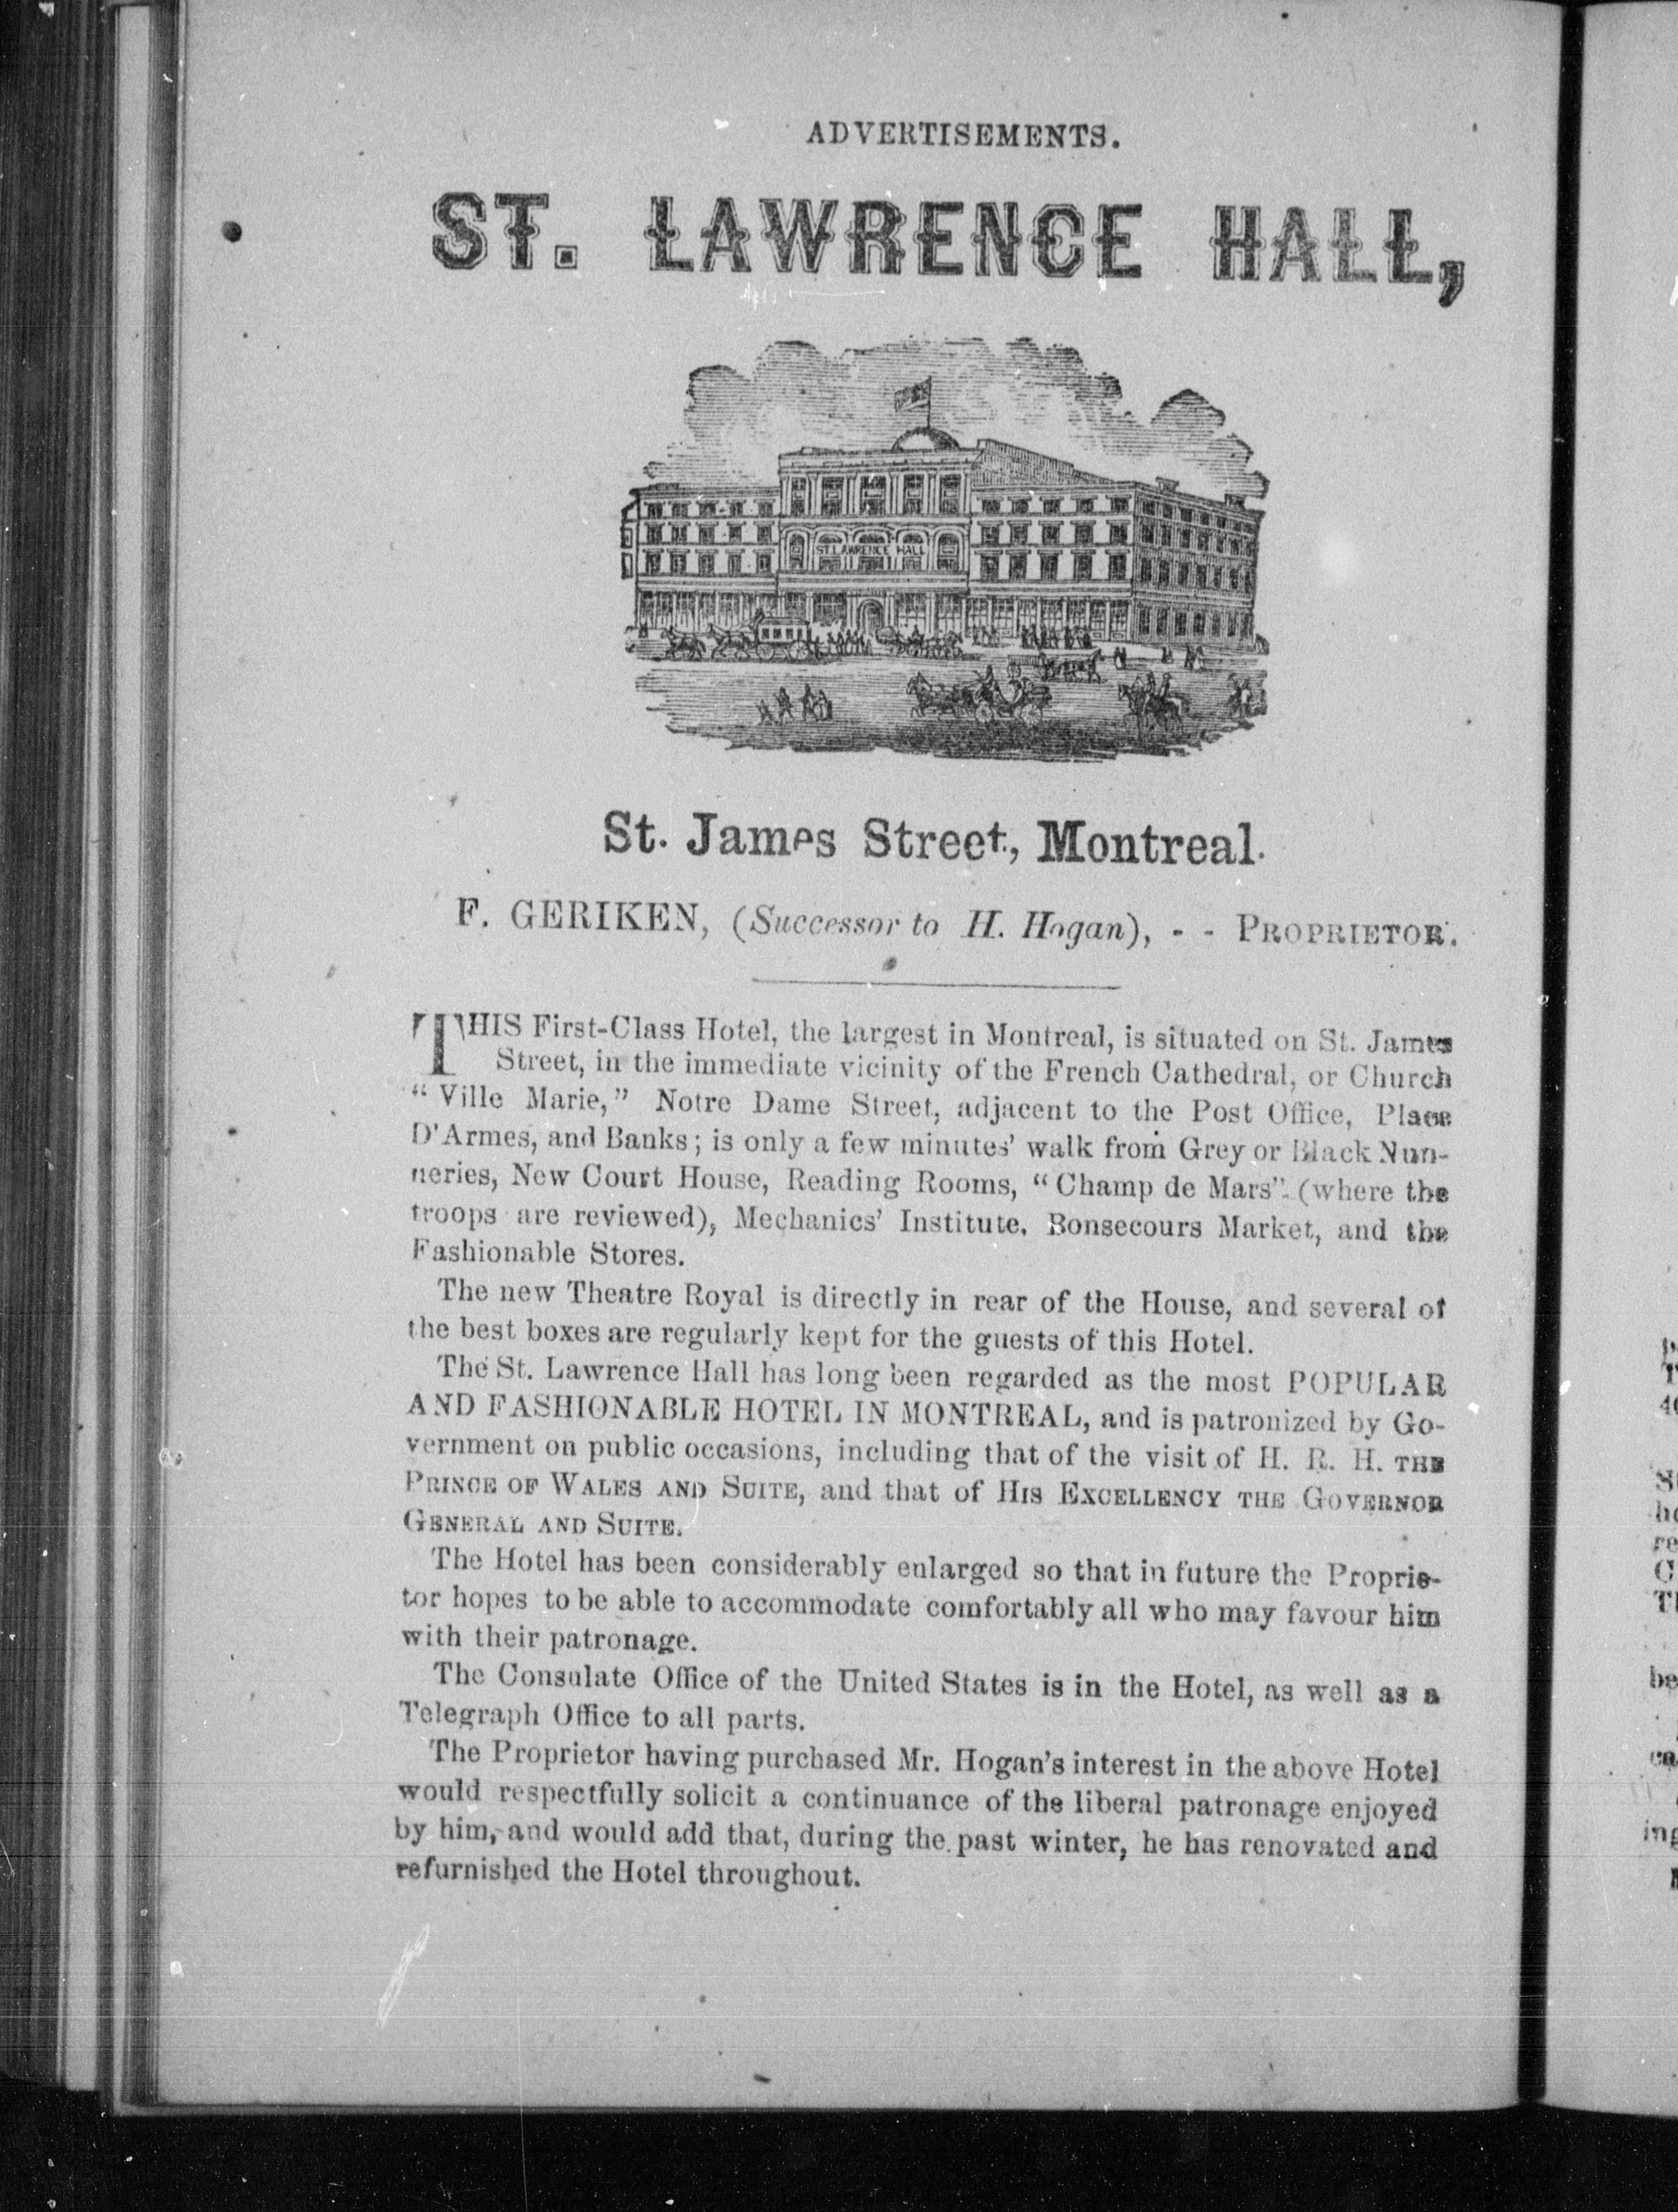 ADVERTISEMENTS.
ST. LAWRENCE HALL,
ST. LAWRENCE HALL
St. James Street, Montreal.
F. GERIKEN, (Successor to H. Hogan), - - PROPRIETOR.
THIS First-Class Hotel, the largest in Montreal, is situated on St. James
Street, in the immediate vicinity of the French Cathedral, or Church
“Ville Marie,” Notre Dame Street, adjacent to the Post Office, Place
D'Armes, and Banks; is only a few minutes' walk from Grey or Black Nun-
neries, New Court House, Reading Rooms, “Champ de Mars” (where the
troops are reviewed), Mechanics' Institute, Bonsecours Market, and the
Fashionable Stores.
The new Theatre Royal is directly in rear of the House, and several of
the best boxes are regularly kept for the guests of this Hotel.
The St. Lawrence Hall has long been regarded as the most POPULAR
AND FASHIONABLE HOTEL IN MONTREAL, and is patronized by Go-
vernment on public occasions, including that of the visit of H. R. H. THE
PRINCE OF WALES AND SUITE, and that of HIS EXCELLENCY THE GOVERNOR
GENERAL AND SUITE.
The Hotel has been considerably enlarged so that in future the Proprie-
tor hopes to be able to accommodate comfortably all who may favour him
with their patronage.
The Consulate Office of the United States is in the Hotel, as well as a
Telegraph Office to all parts.
The Proprietor having purchased Mr. Hogan's interest in the above Hotel
would respectfully solicit a continuance of the liberal patronage enjoyed
by him, and would add that, during the past winter, he has renovated and
refurnished the Hotel throughout.